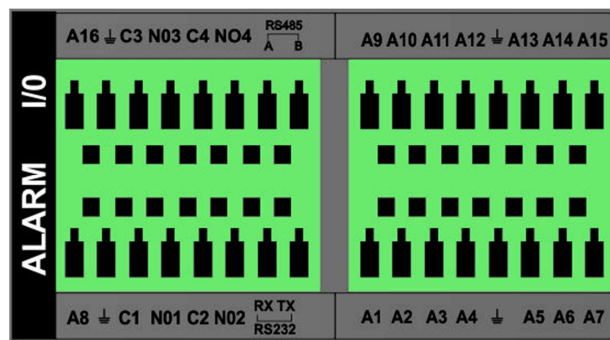 ALARM I/0
A16 ⏚ C3 N03 C4 NO4 RS485 A B
A9 A10 A11 A12 ⏚ A13 A14 A15
A8 ⏚ C1 N01 C2 N02 RX TX RS232
A1 A2 A3 A4 ⏚ A5 A6 A7